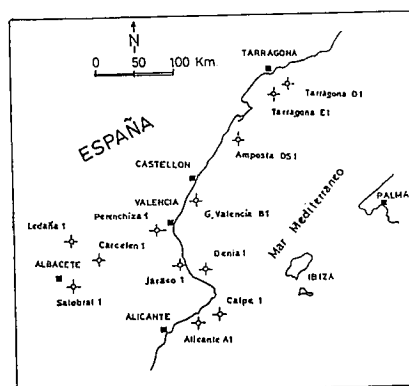 N
0 50 100 Km.
TARRAGONA
Tarragona D1
Tarragona E1
ESPAÑA
Amposta DS1
CASTELLON
PALMA
VALENCIA
G. Valencia B1
Mar Mediterraneo
Perenchiza 1
Ledaña 1
Carcelen 1
ALBACETE
Jaraco 1
Denia 1
IBIZA
Salobral 1
Calpe 1
ALICANTE
Alicante A1